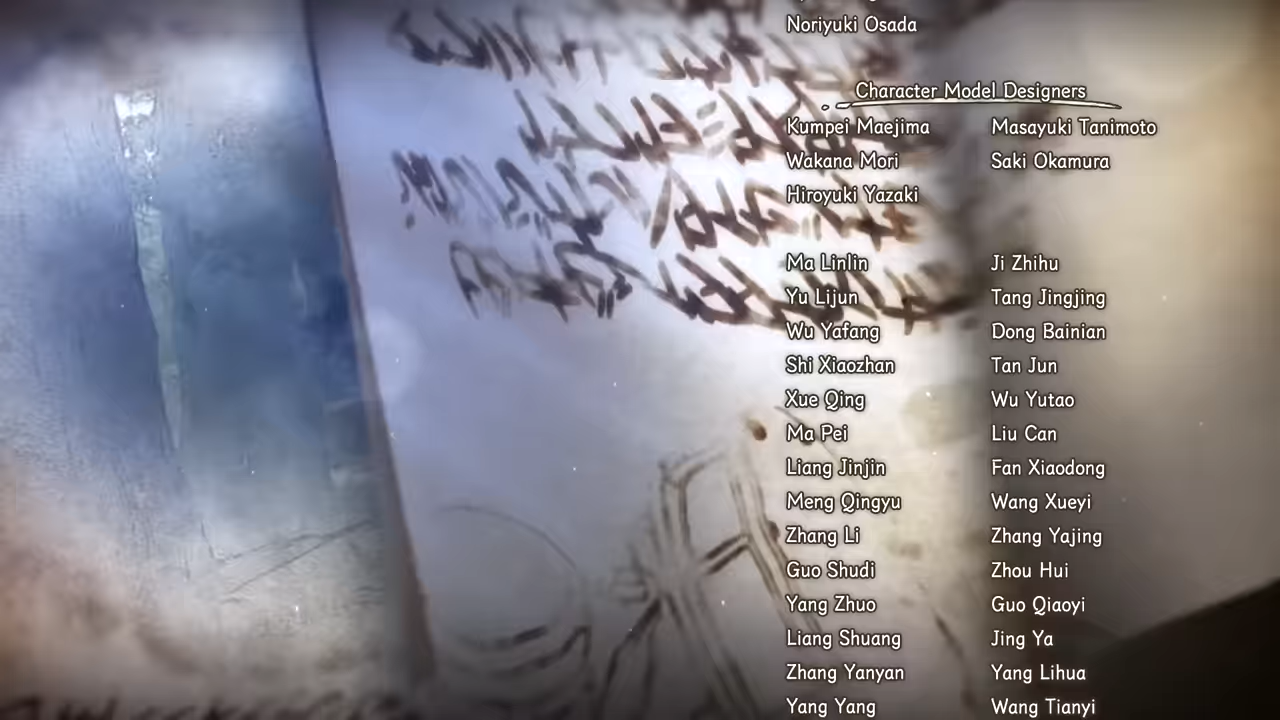 Noriyuki Osada
Character Model Designers
Kumpei Maejima Masayuki Tanimoto
Wakana Mori Saki Okamura
Hiroyuki Yazaki
Ma Linlin Ji Zhihu
Yu Lijun Tang Jingjing
Wu Yafang Dong Bainian
Shi Xiaozhan Tan Jun
Xue Qing Wu Yutao
Ma Pei Liu Can
Liang Jinjin Fan Xiaodong
Meng Qingyu Wang Xueyi
Zhang Li Zhang Yajing
Guo Shudi Zhou Hui
Yang Zhuo Guo Qiaoyi
Liang Shuang Jing Ya
Zhang Yanyan Yang Lihua
Yang Yang Wang Tianyi